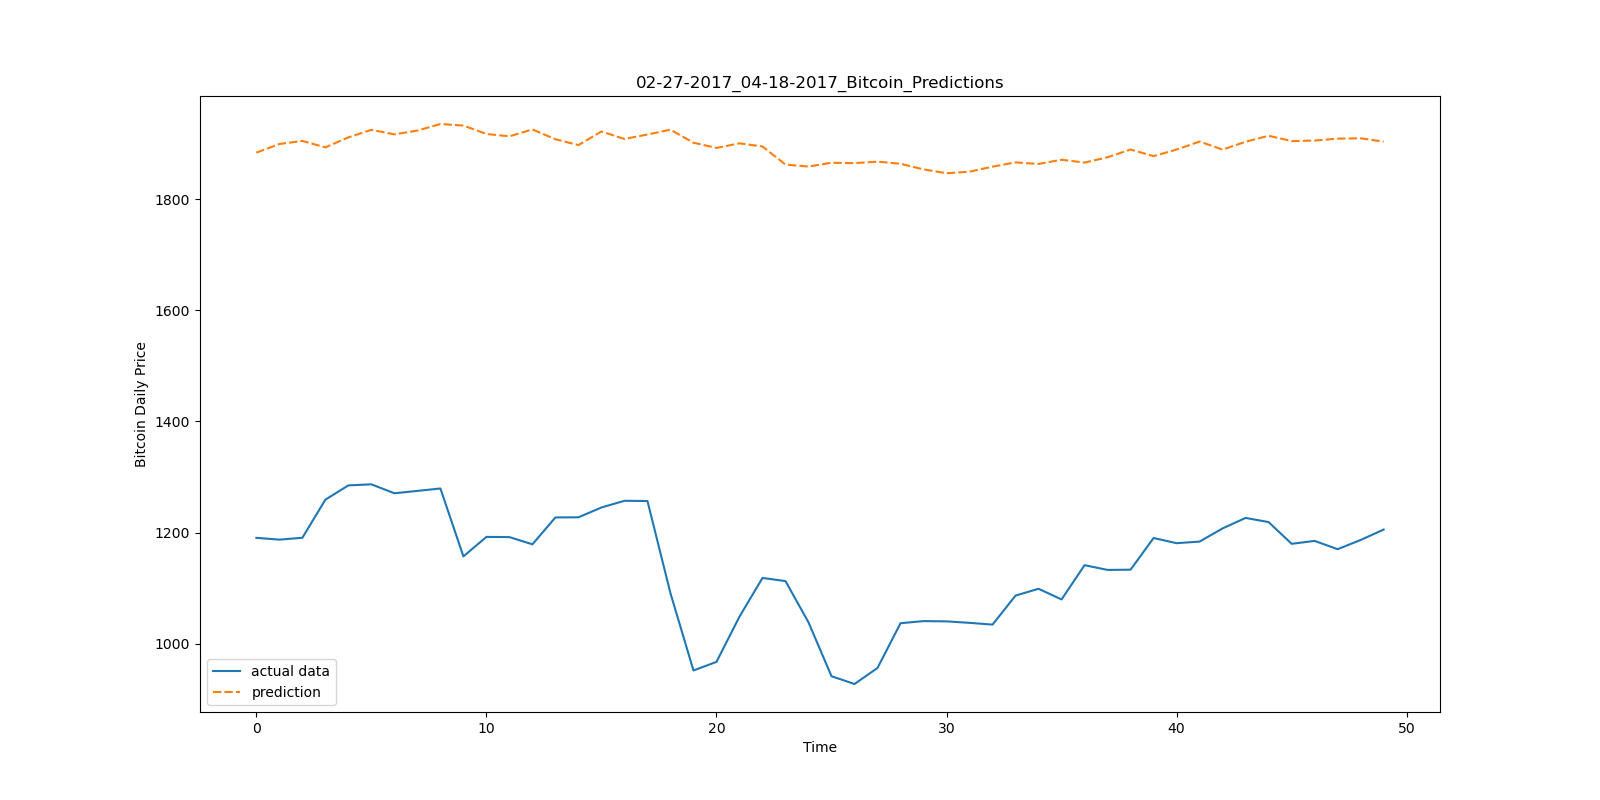 02-27-2017_04-18-2017_Bitcoin_Predictions
Bitcoin Daily Price
1800
1600
1400
1200
1000
actual data
prediction
0 10 20 30 40 50
Time